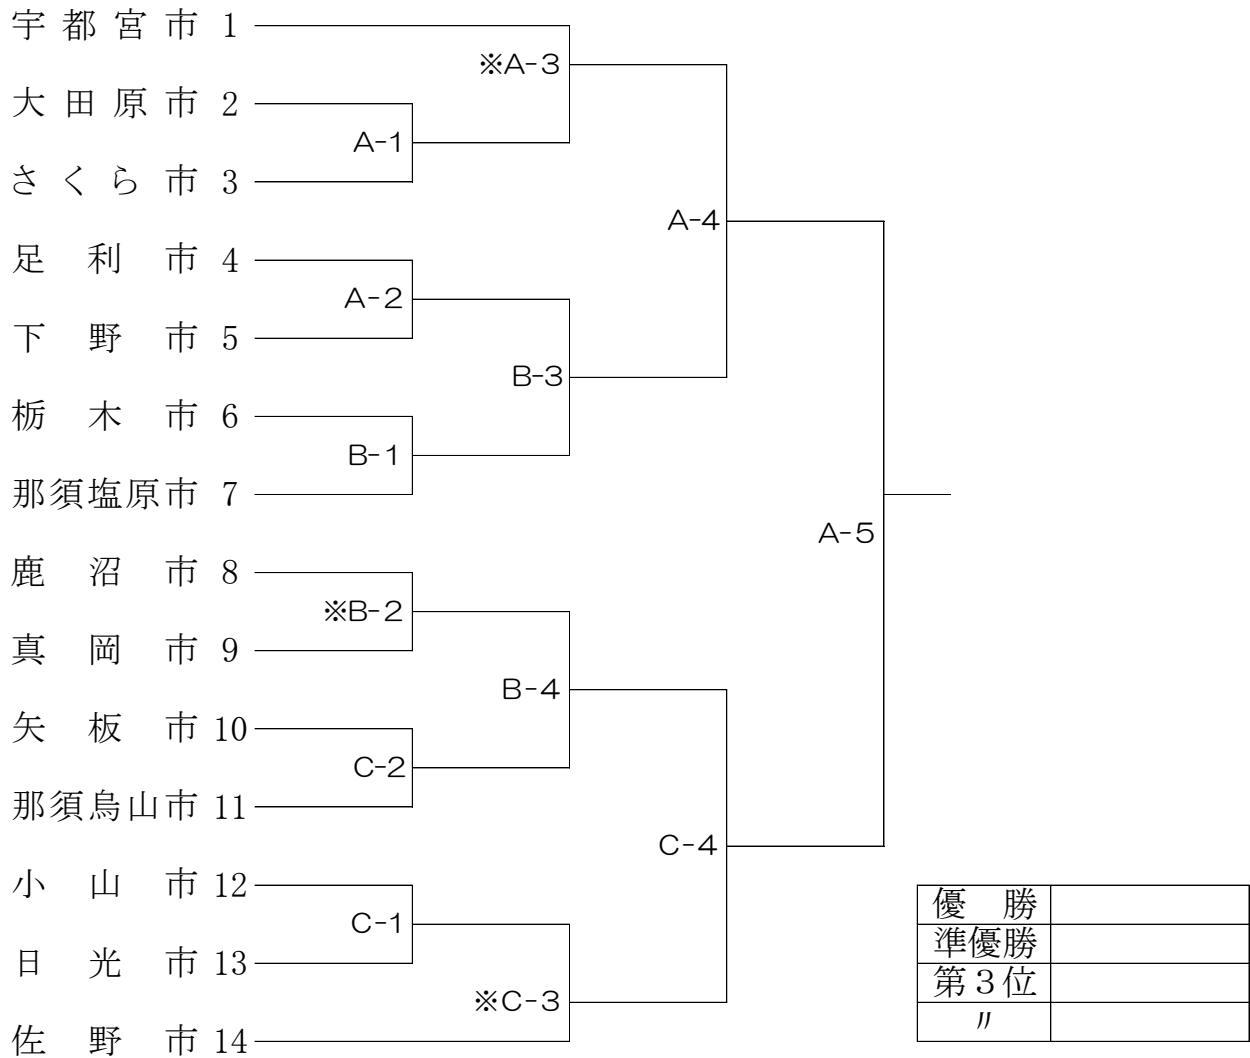 宇都宮市 1
※A-3
大田原市 2
A-1
さくら市 3
A-4
足利市 4
A-2
下野市 5
B-3
栃木市 6
B-1
那須塩原市 7
A-5
鹿沼市 8
※B-2
真岡市 9
B-4
矢板市 10
C-2
那須烏山市 11
C-4
小山市 12
C-1
日光市 13
※C-3
佐野市 14
優勝
準優勝
第３位
〃